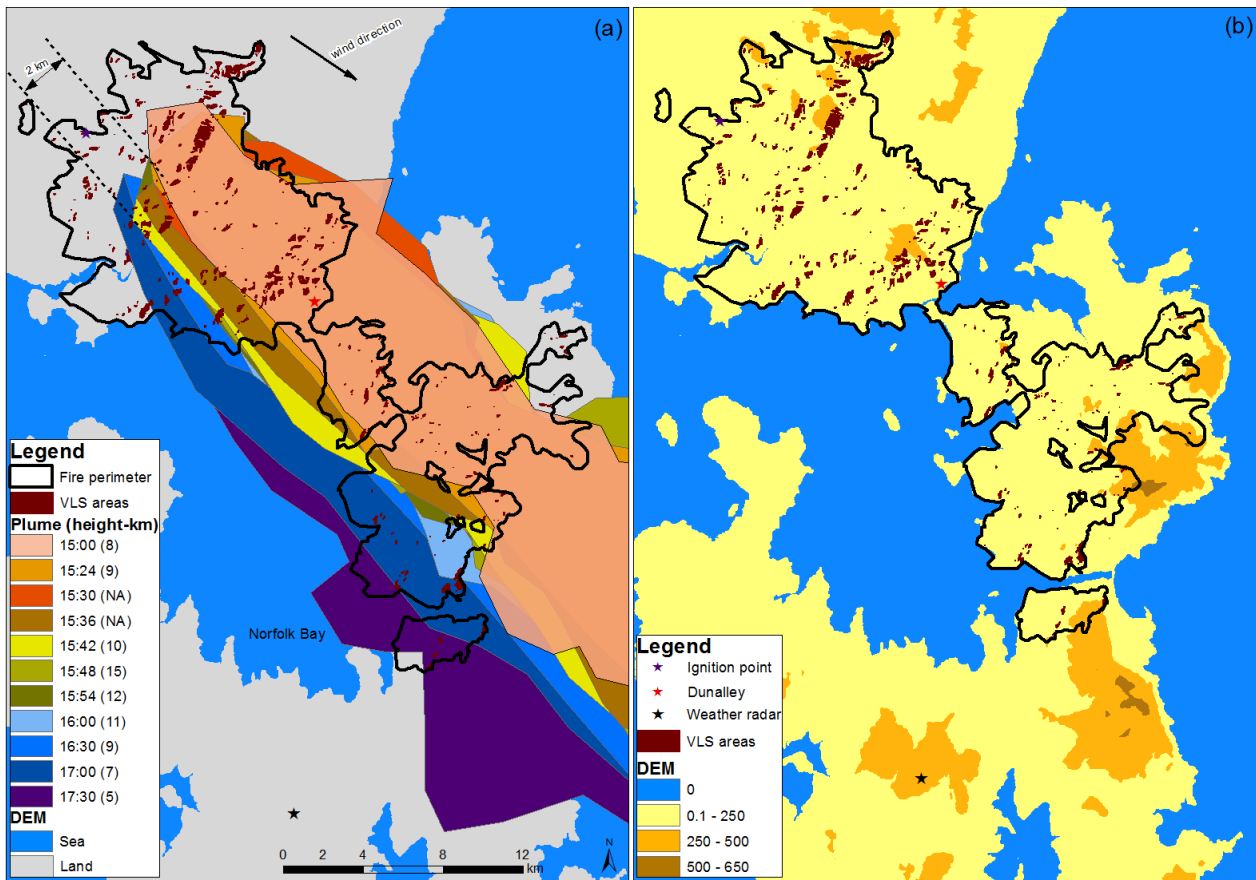 (a)
wind direction
2 km
Norfolk Bay
Legend
Fire perimeter
VLS areas
Plume (height-km)
15:00 (8)
15:24 (9)
15:30 (NA)
15:36 (NA)
15:42 (10)
15:48 (15)
15:54 (12)
16:00 (11)
16:30 (9)
17:00 (7)
17:30 (5)
DEM
Sea
Land
0 2 4 8 12
km
N
(b)
Legend
Ignition point
Dunalley
Weather radar
VLS areas
DEM
0
0.1 - 250
250 - 500
500 - 650